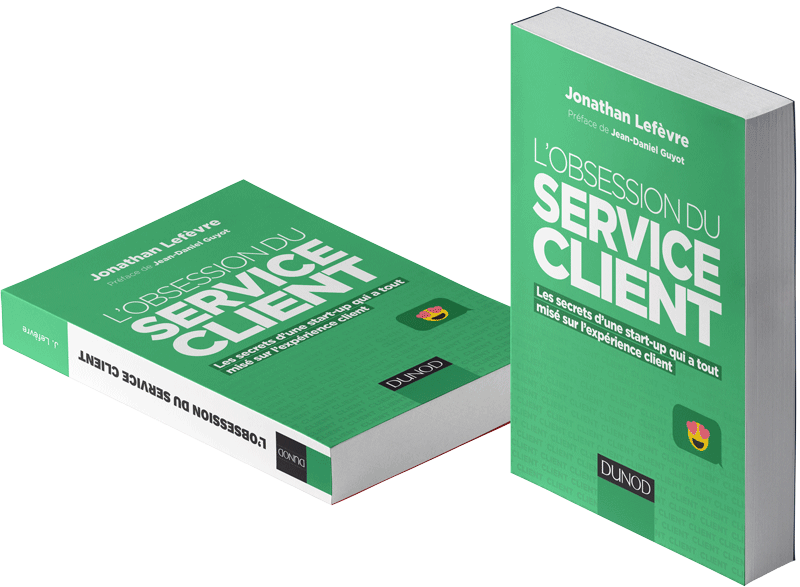 Jonathan Lefèvre
Préface de Jean-Daniel Guyot
L'OBSESSION DU
SERVICE
CLIENT
Les secrets d'une start-up qui a tout
misé sur l'expérience client
DUNOD
J. Lefèvre
L'OBSESSION DU SERVICE CLIENT
DUNOD
Jonathan Lefèvre
Préface de Jean-Daniel Guyot
L'OBSESSION DU
SERVICE
CLIENT
Les secrets d'une start-up qui a tout
misé sur l'expérience client
DUNOD